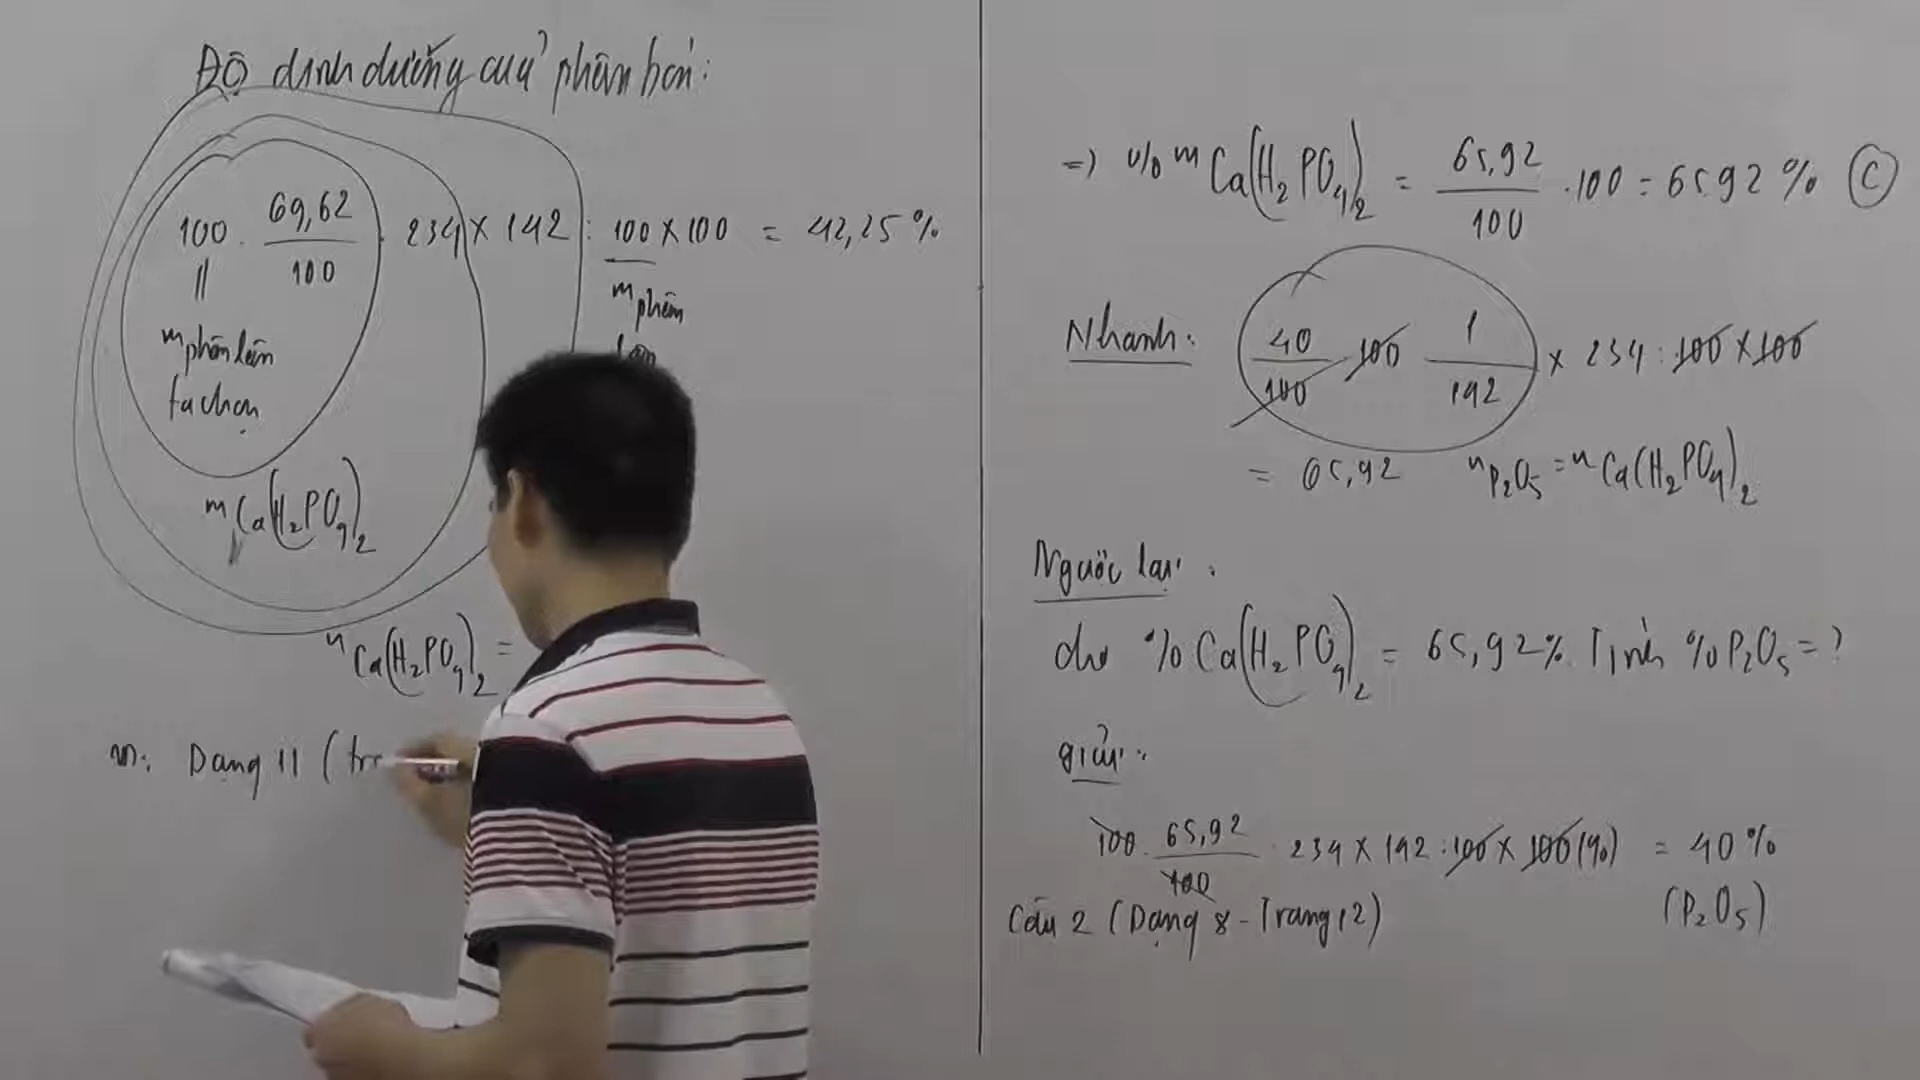 Độ dinh dưỡng của phân bón:
100 . 69,62/100 : 234 x 142 : 100 x 100 = 42,25 %
m phân lân
m phân lân
ta chọn
m Ca(H2PO4)2
n Ca(H2PO4)2 =
Dạng 11 (tr
=) % m Ca(H2PO4)2 = 65,92/100 . 100 = 65,92 % (C)
Nhanh: 40/100 . 100 . 1/142 x 234 : 100 x 100
= 65,92 nP2O5 = n Ca(H2PO4)2
Ngược lại:
cho % Ca(H2PO4)2 = 65,92%. Tính % P2O5 = ?
giải:
100 . 65,92/100 : 234 x 142 : 100 x 100 (%) = 40 %
(P2O5)
Câu 2 (Dạng 8 - Trang 12)